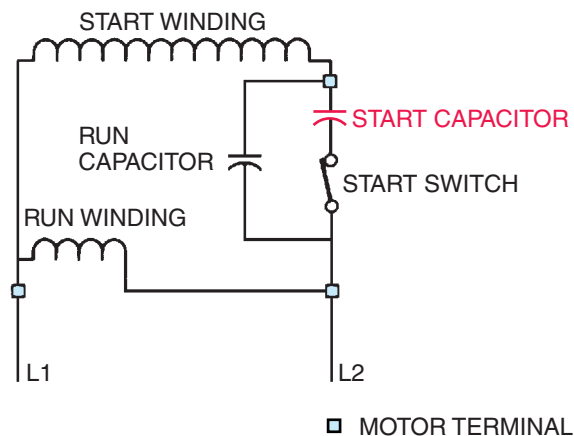 START WINDING
START CAPACITOR
RUN
CAPACITOR
START SWITCH
RUN WINDING
L1
L2
MOTOR TERMINAL